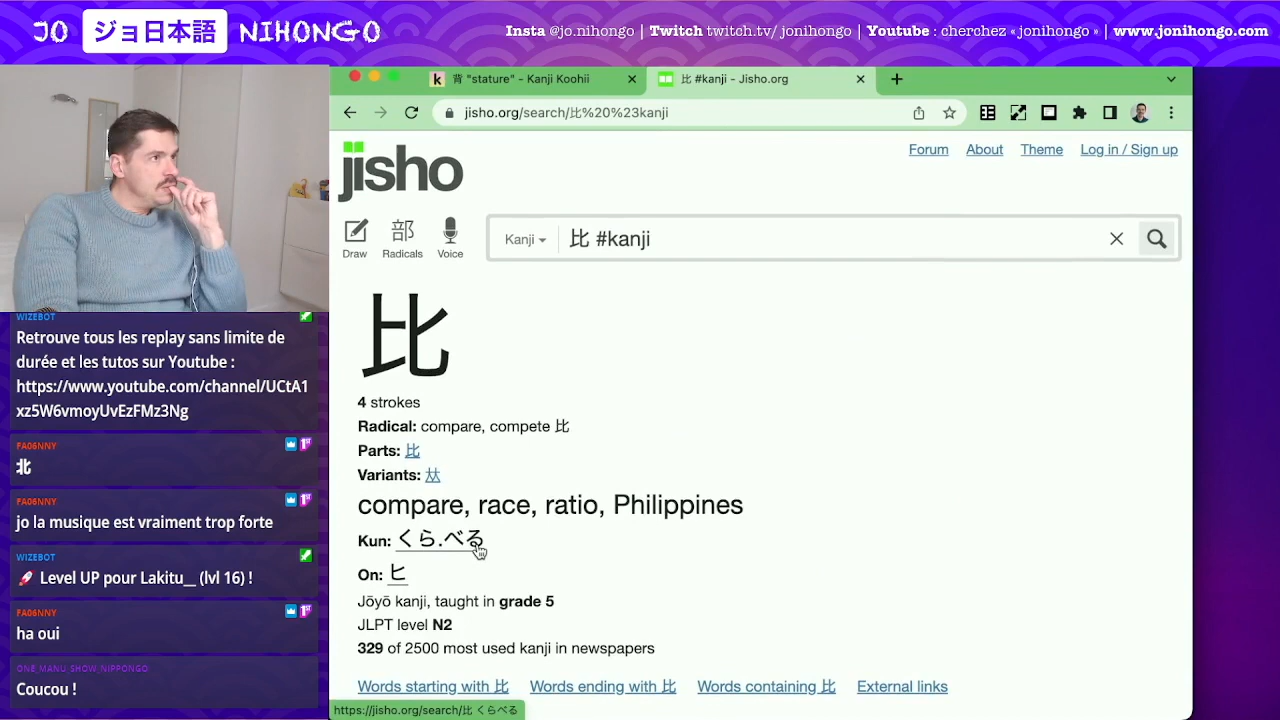 JO ジョ日本語 NIHONGO
Insta @jo.nihongo | Twitch twitch.tv/ jonihongo | Youtube : cherchez « jonihongo » | www.jonihongo.com
k 背 "stature" - Kanji Koohii
比 #kanji - Jisho.org
jisho.org/search/比%20%23kanji
jisho
Forum About Theme Log in / Sign up
Draw
部 Radicals
Voice
Kanji 比 #kanji
比
4 strokes
Radical: compare, compete 比
Parts: 比
Variants: 夶
compare, race, ratio, Philippines
Kun: くら.べる
On: ヒ
Jōyō kanji, taught in grade 5
JLPT level N2
329 of 2500 most used kanji in newspapers
Words starting with 比 Words ending with 比 Words containing 比 External links
https://jisho.org/search/比 くらべる
WIZEBOT
Retrouve tous les replay sans limite de
durée et les tutos sur Youtube :
https://www.youtube.com/channel/UCtA1
xz5W6vmoyUvEzFMz3Ng
FA06NNY
北
FA06NNY
jo la musique est vraiment trop forte
WIZEBOT
🚀 Level UP pour Lakitu__ (lvl 16) !
FA06NNY
ha oui
ONE_MANU_SHOW_NIPPONGO
Coucou !